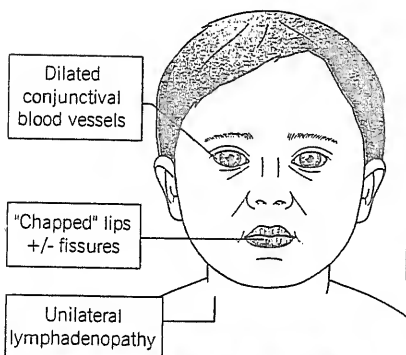 Dilated
conjunctival
blood vessels
"Chapped" lips
+/- fissures
Unilateral
lymphadenopathy